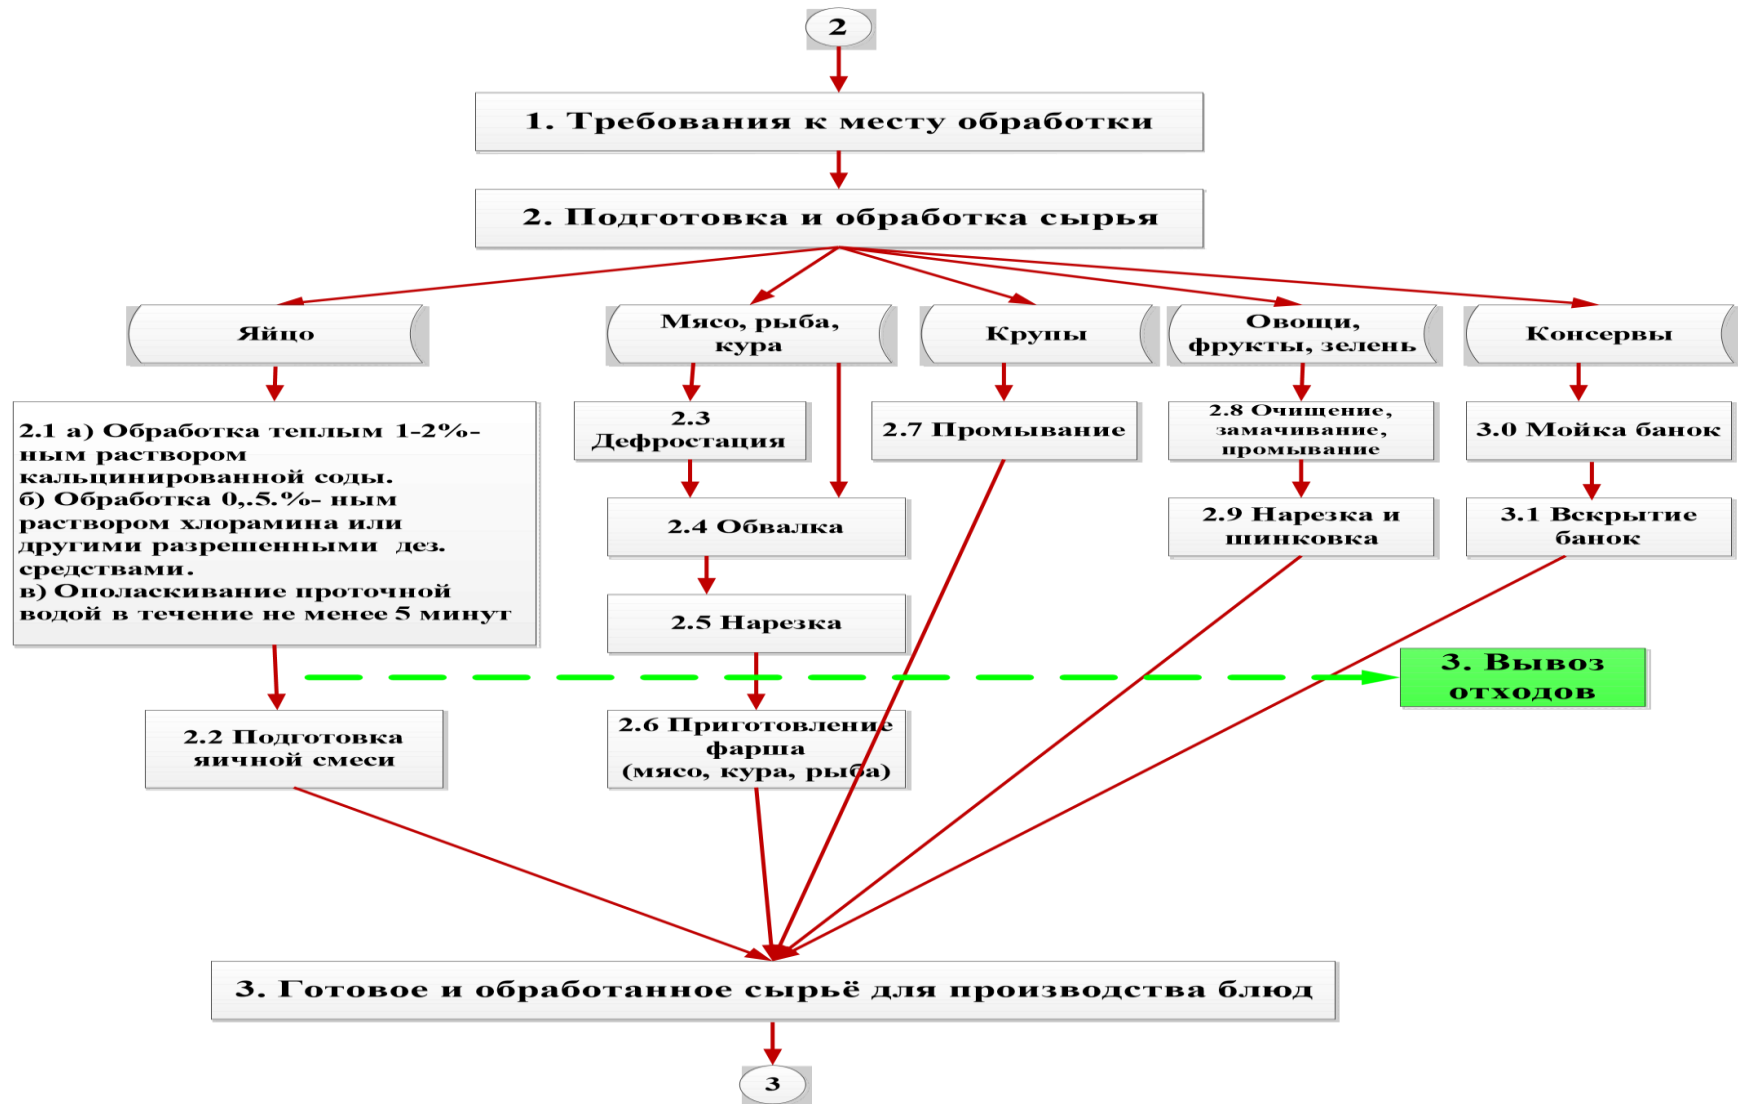 2
1. Требования к месту обработки
2. Подготовка и обработка сырья
Яйцо
Мясо, рыба,
кура
Крупы
Овощи,
фрукты, зелень
Консервы
2.1 а) Обработка теплым 1-2%-
ным раствором
кальцинированной соды.
б) Обработка 0,.5.%- ным
раствором хлорамина или
другими разрешенными дез.
средствами.
в) Ополаскивание проточной
водой в течение не менее 5 минут
2.3
Дефростация
2.7 Промывание
2.8 Очищение,
замачивание,
промывание
3.0 Мойка банок
2.4 Обвалка
2.9 Нарезка и
шинковка
3.1 Вскрытие
банок
2.5 Нарезка
3. Вывоз
отходов
2.2 Подготовка
яичной смеси
2.6 Приготовление
фарша
(мясо, кура, рыба)
3. Готовое и обработанное сырьё для производства блюд
3